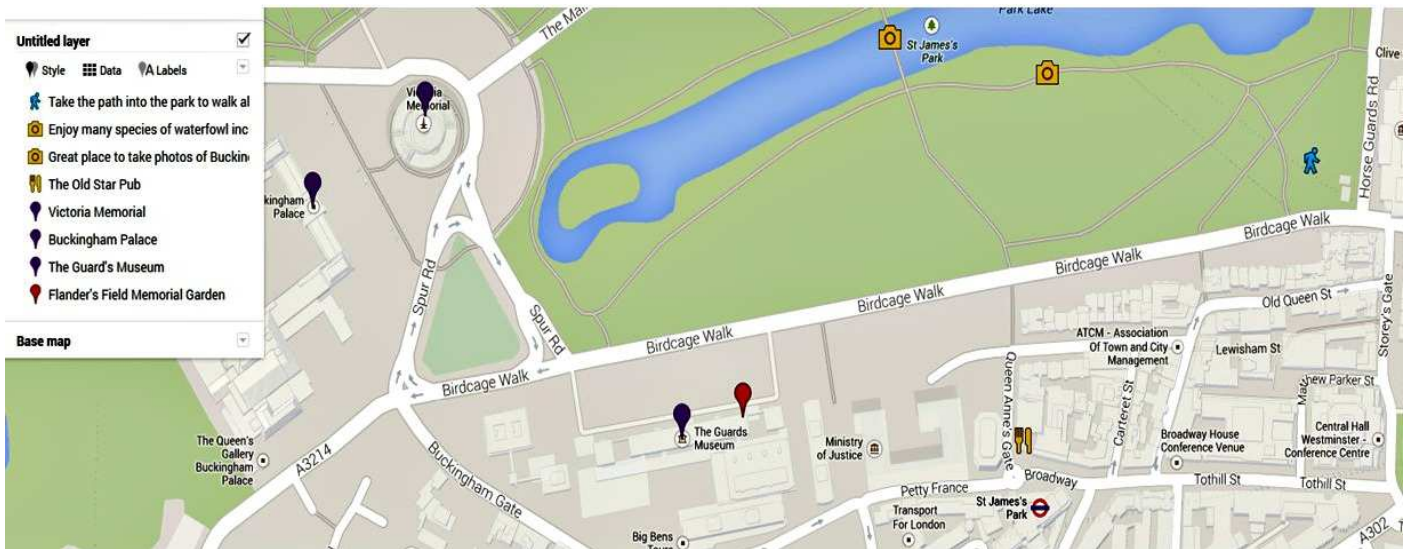 Untitled layer
Style Data A Labels
Take the path into the park to walk al
Enjoy many species of waterfowl inc
Great place to take photos of Buckin
The Old Star Pub
Victoria Memorial
Buckingham Palace
The Guard's Museum
Flander's Field Memorial Garden
Base map
The Mal
Park Lake
St James's
Park
Clive
Horse Guards Rd
Victoria
Memorial
kingham
Palace
Spur Rd
Spur Rd
Birdcage Walk
Birdcage Walk
Birdcage Walk
Birdcage Walk
Birdcage Walk
Old Queen St
Storey's Gate
ATCM - Association
Of Town and City
Management
Lewisham St
Queen Anne's Gate
Carteret St
Mat
hew Parker St
The Queen's
Gallery
Buckingham
Palace
A3214
Buckingham Gate
The Guards
Museum
Ministry
of Justice
Broadway House
Conference Venue
Central Hall
Westminster -
Conference Centre
Petty France
Broadway
Tothill St
Tothill St
St James's
Park
Transport
For London
Big Bens
Tours
A302